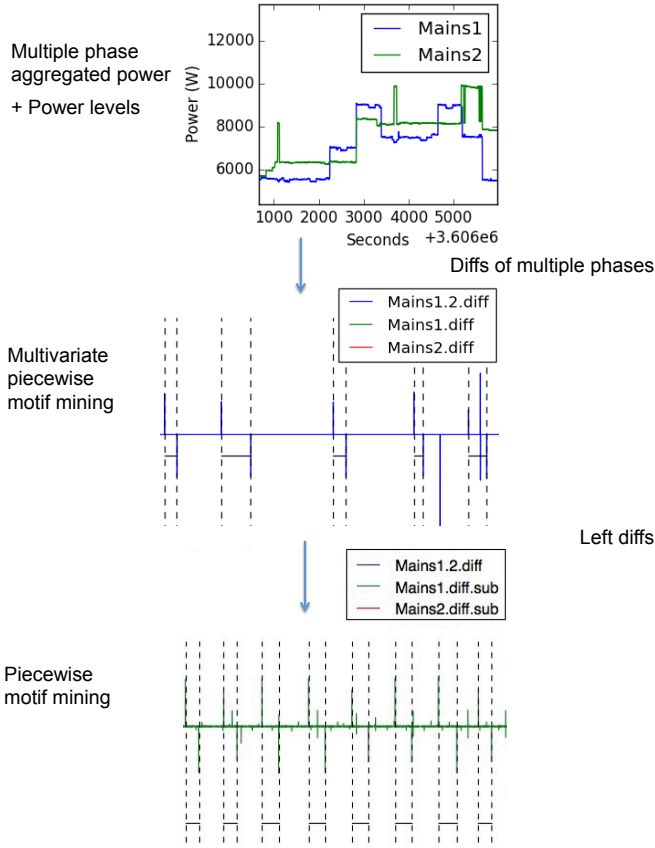 Multiple phase
aggregated power
+ Power levels
Power (W)
12000
10000
8000
6000
Mains1
Mains2
1000 2000 3000 4000 5000
Seconds +3.606e6
Diffs of multiple phases
Mains1.2.diff
Mains1.diff
Mains2.diff
Multivariate
piecewise
motif mining
Left diffs
Mains1.2.diff
Mains1.diff.sub
Mains2.diff.sub
Piecewise
motif mining